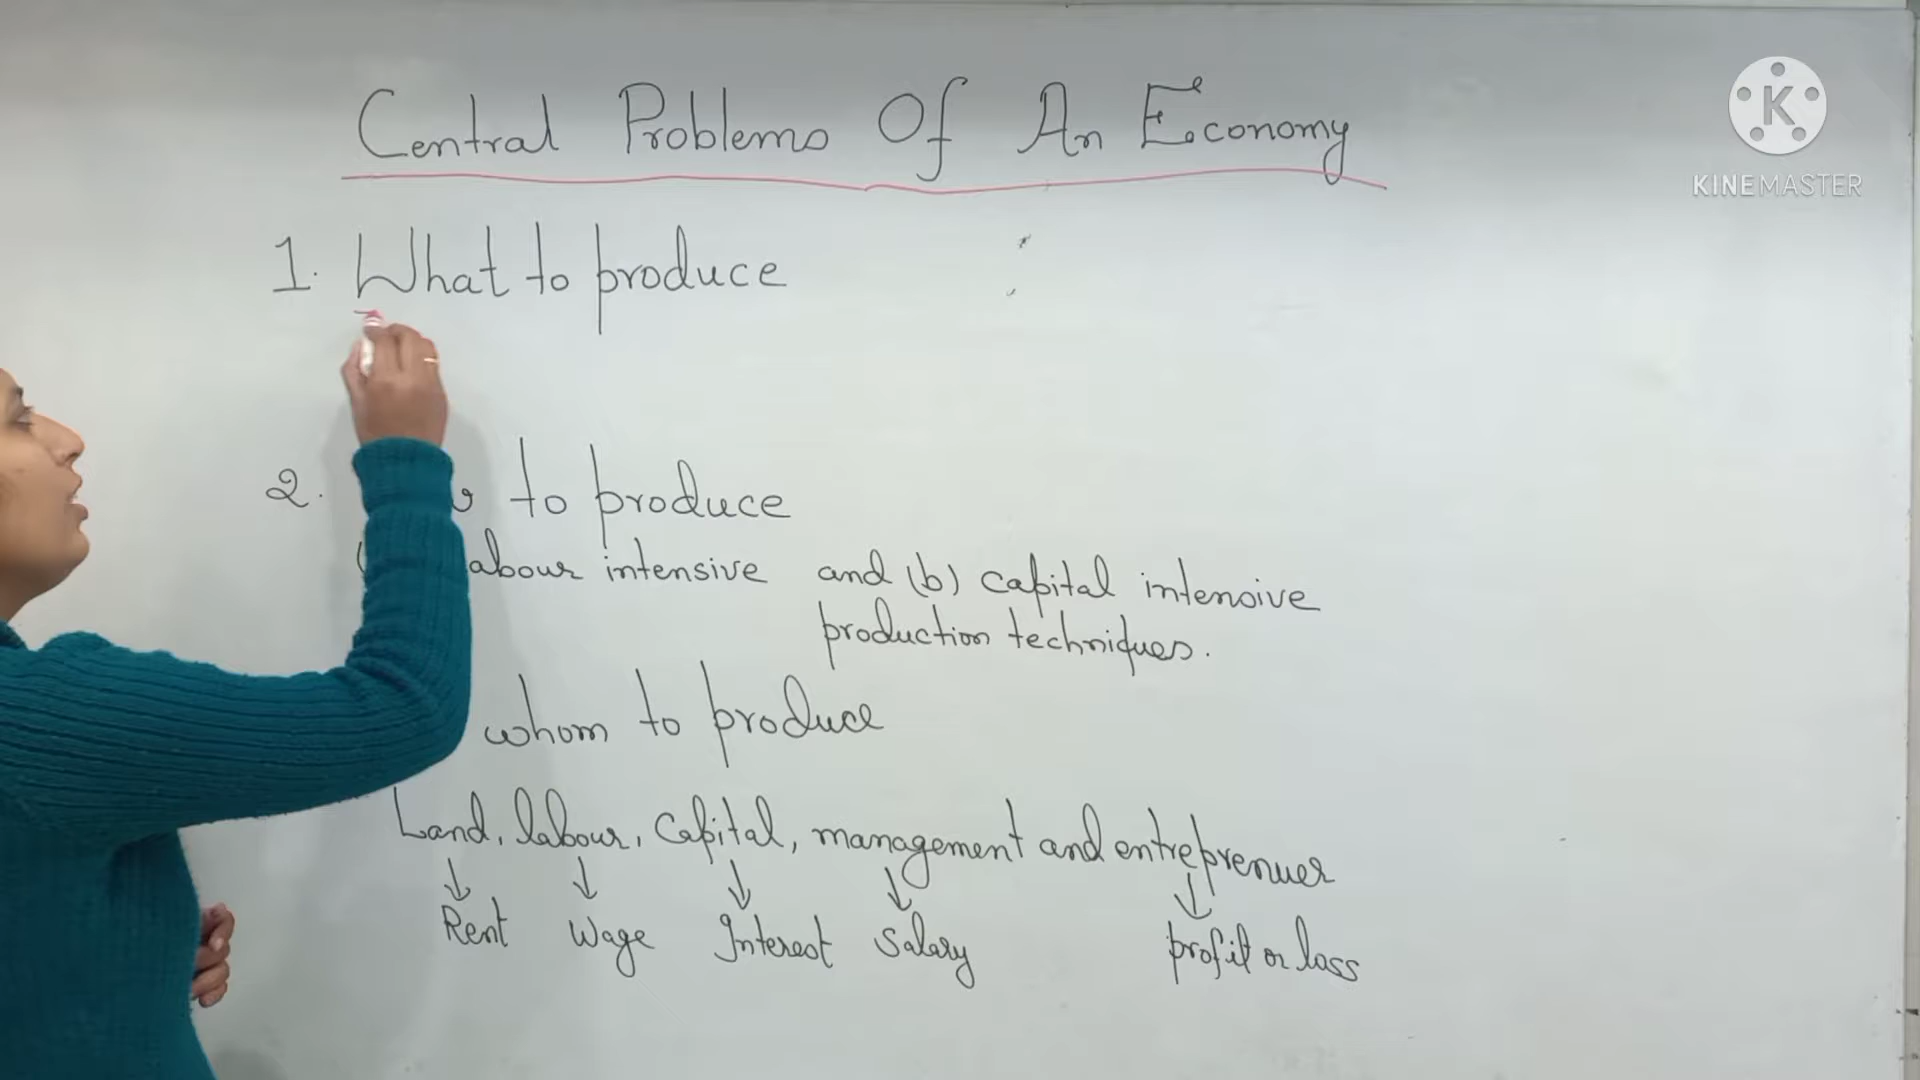 Central Problems Of An Economy
KINEMASTER
1. What to produce
2. to produce
labour intensive and (b) capital intensive
production techniques.
whom to produce
Land, labour, Capital, management and entreprenuer
Rent Wage Interest Salary profit or loss